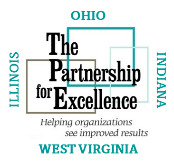 OHIO
ILLINOIS
The
Partnership
for Excellence
INDIANA
Helping organizations
see improved results
WEST VIRGINIA